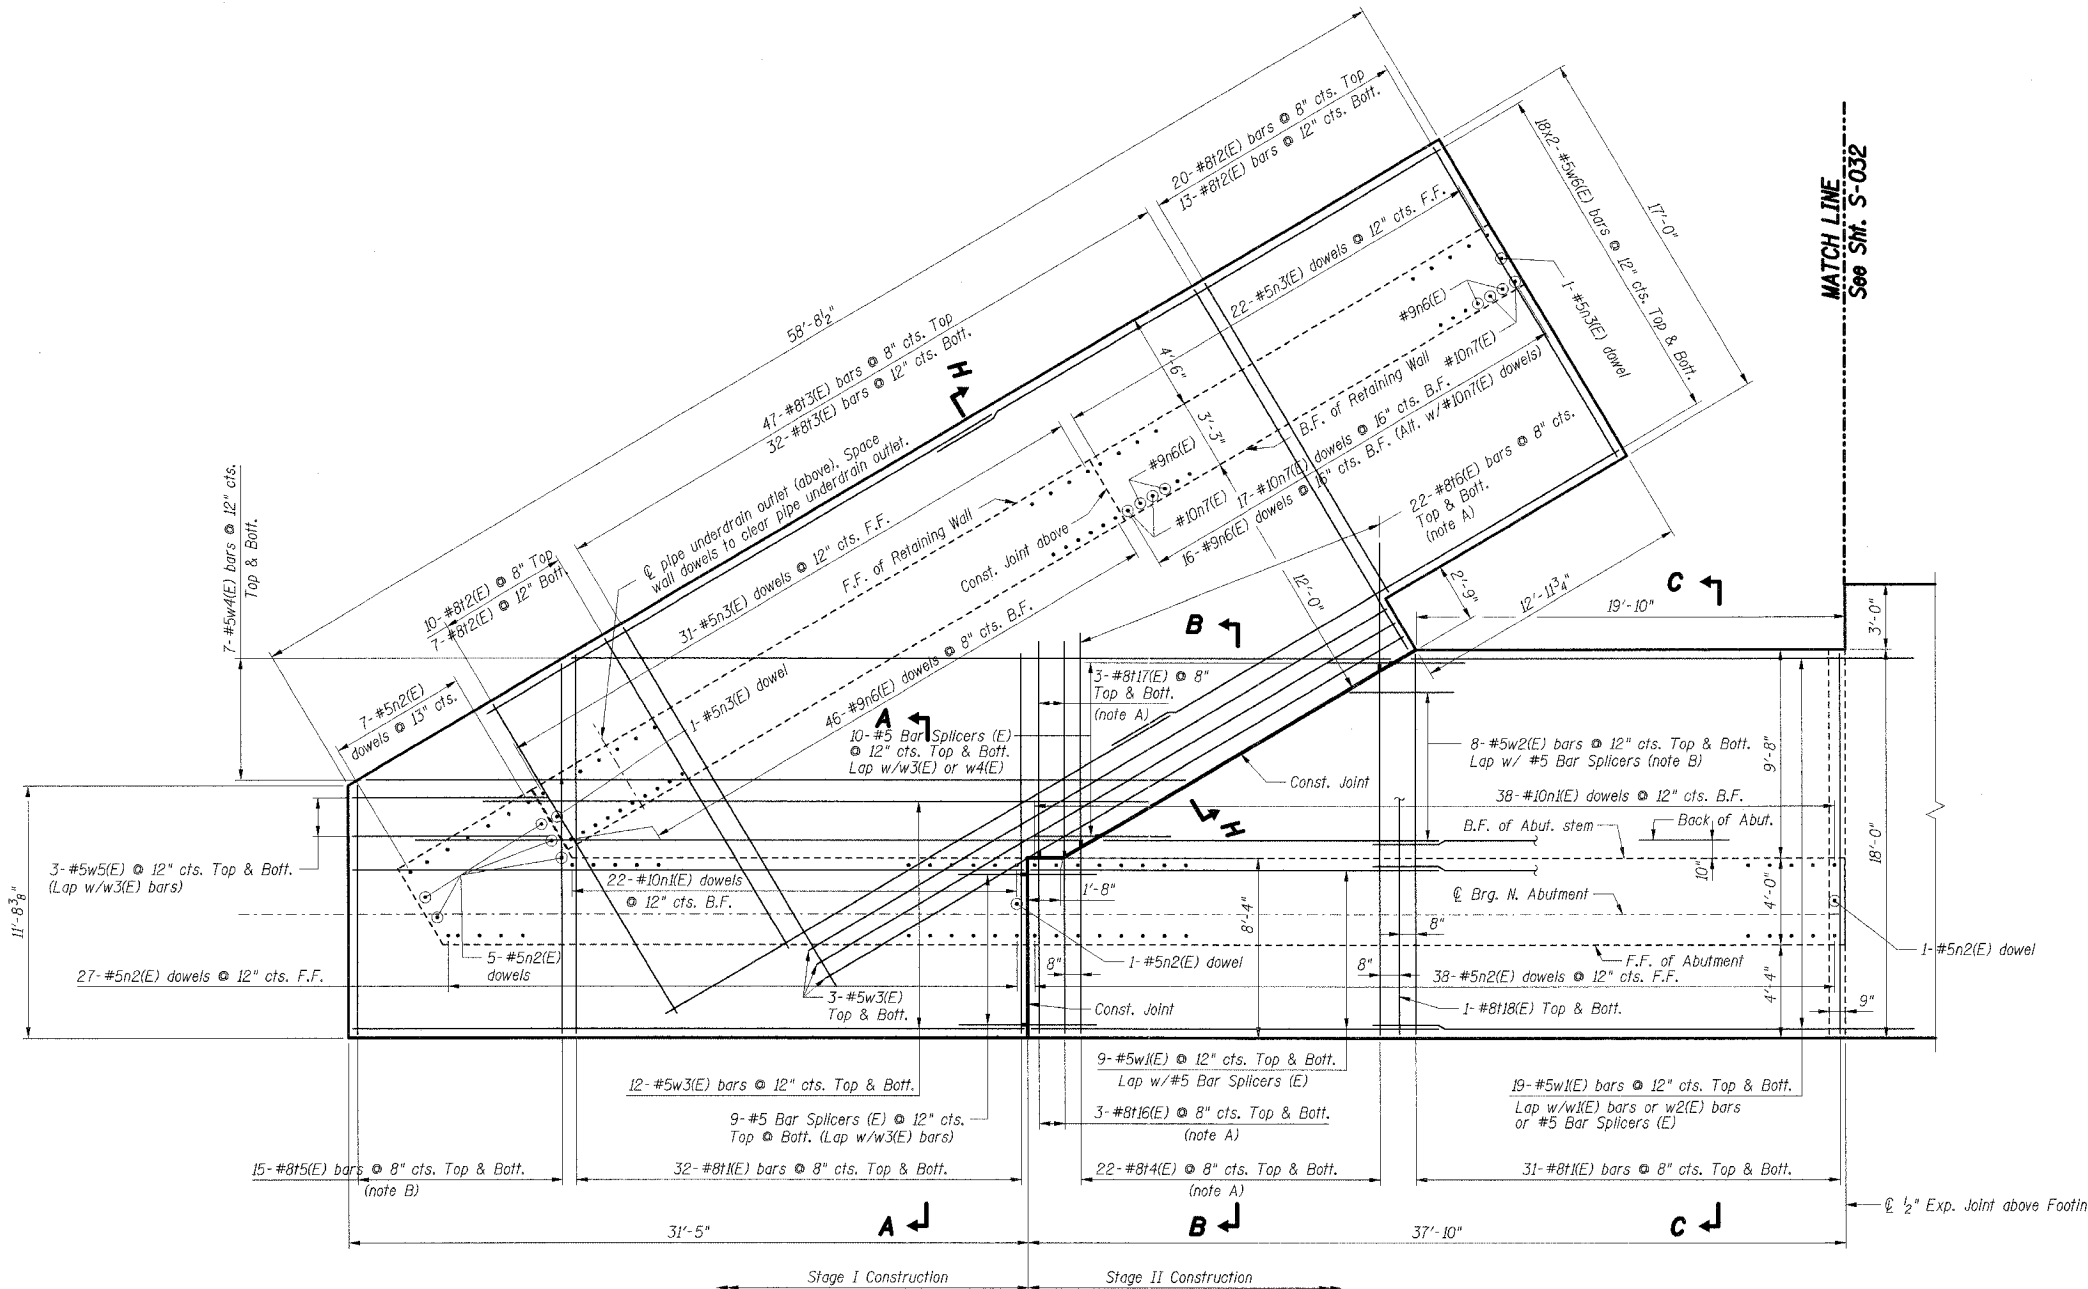 20-#8t2(E) bars @ 8" cts. Top
13-#8t2(E) bars @ 12" cts. Bott.
58'-8½"
47-#8t3(E) bars @ 8" cts. Top
32-#8t3(E) bars @ 12" cts. Bott.
H
22-#5n3(E) dowels @ 12" cts. F.F.
18x2-#5w6(E) bars @ 12" cts. Top & Bott.
17'-0"
MATCH LINE
See Sht. S-032
#9n6(E)
1-#5n3(E) dowel
4'-6"
3'-3"
B.F. of Retaining Wall
#10n7(E)
17-#10n7(E) dowels @ 16" cts. B.F.
16-#9n6(E) dowels @ 16" cts. B.F. (Alt. w/#10n7(E) dowels)
#9n6(E)
#10n7(E)
22-#8t6(E) bars @ 8" cts.
Top & Bott.
(note A)
℄ pipe underdrain outlet (above). Space
wall dowels to clear pipe underdrain outlet.
7-#5w4(E) bars @ 12" cts.
Top & Bott.
10-#8t2(E) @ 8" Top
7-#8t2(E) @ 12" Bott.
31-#5n3(E) dowels @ 12" cts. F.F.
F.F. of Retaining Wall
Const. Joint above
12'-0"
2'-9"
12'-11¾"
C
19'-10"
3'-0"
B
7-#5n2(E)
dowels @ 13" cts.
1-#5n3(E) dowel
46-#9n6(E) dowels @ 8" cts. B.F.
3-#8t17(E) @ 8"
Top & Bott.
(note A)
A
10-#5 Bar Splicers (E)
@ 12" cts. Top & Bott.
Lap w/w3(E) or w4(E)
8-#5w2(E) bars @ 12" cts. Top & Bott.
Lap w/ #5 Bar Splicers (note B)
9'-8"
Const. Joint
38-#10n1(E) dowels @ 12" cts. B.F.
B.F. of Abut. stem
Back of Abut.
H
18'-0"
3-#5w5(E) @ 12" cts. Top & Bott.
(Lap w/w3(E) bars)
11'-8⅜"
22-#10n1(E) dowels
@ 12" cts. B.F.
1'-8"
10"
℄ Brg. N. Abutment
4'-0"
8'-4"
8"
5-#5n2(E)
dowels
1-#5n2(E) dowel
1-#5n2(E) dowel
F.F. of Abutment
27-#5n2(E) dowels @ 12" cts. F.F.
8"
8"
38-#5n2(E) dowels @ 12" cts. F.F.
4'-4"
3-#5w3(E)
Top & Bott.
Const. Joint
1-#8t18(E) Top & Bott.
9"
12-#5w3(E) bars @ 12" cts. Top & Bott.
9-#5w1(E) @ 12" cts. Top & Bott.
Lap w/#5 Bar Splicers (E)
19-#5w1(E) bars @ 12" cts. Top & Bott.
Lap w/w1(E) bars or w2(E) bars
or #5 Bar Splicers (E)
9-#5 Bar Splicers (E) @ 12" cts.
Top @ Bott. (Lap w/w3(E) bars)
3-#8t16(E) @ 8" cts. Top & Bott.
(note A)
15-#8t5(E) bars @ 8" cts. Top & Bott.
(note B)
32-#8t1(E) bars @ 8" cts. Top & Bott.
22-#8t4(E) @ 8" cts. Top & Bott.
(note A)
31-#8t1(E) bars @ 8" cts. Top & Bott.
A
B
C
℄ ½" Exp. Joint above Footin
31'-5"
37'-10"
Stage I Construction
Stage II Construction